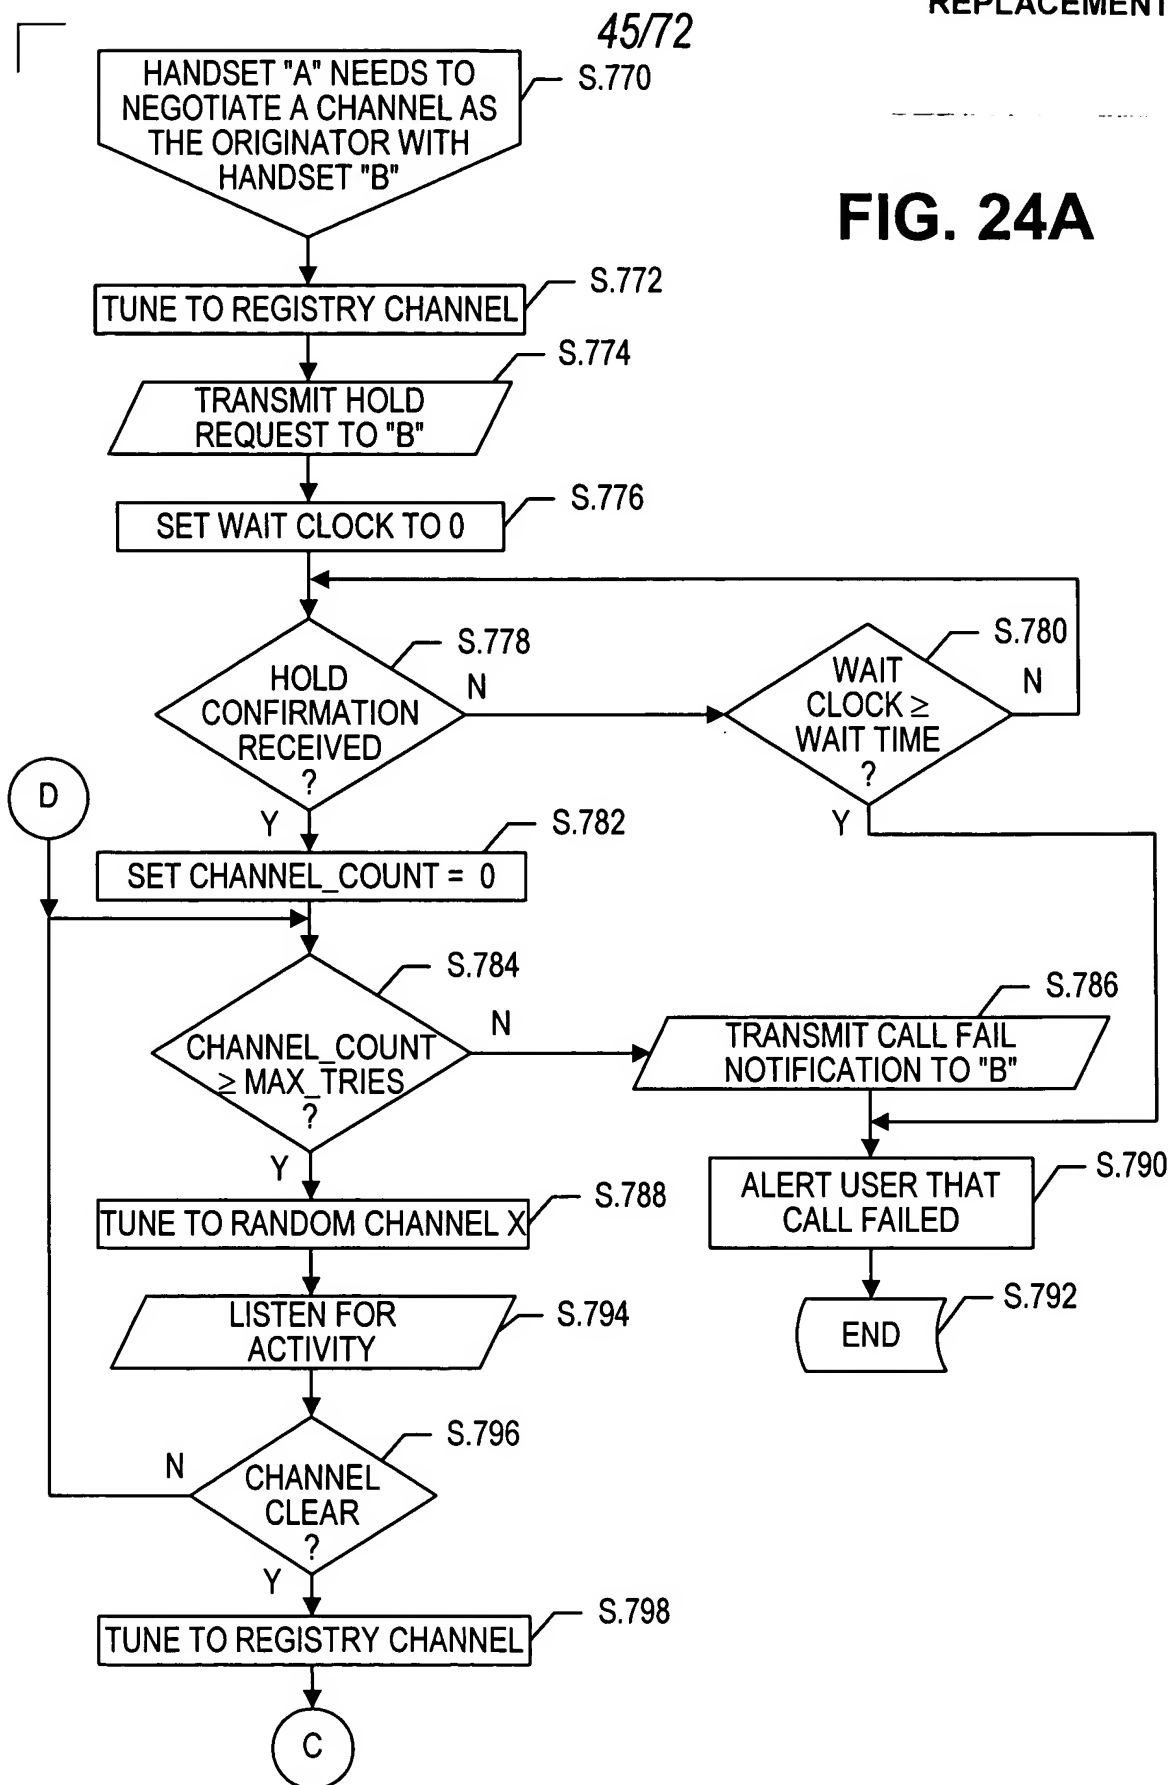 REPLACEMENT
45/72
HANDSET "A" NEEDS TO
NEGOTIATE A CHANNEL AS
THE ORIGINATOR WITH
HANDSET "B"
S.770
FIG. 24A
TUNE TO REGISTRY CHANNEL
S.772
TRANSMIT HOLD
REQUEST TO "B"
S.774
SET WAIT CLOCK TO 0
S.776
HOLD
CONFIRMATION
RECEIVED
?
S.778
N
Y
WAIT
CLOCK ≥
WAIT TIME
?
S.780
N
Y
D
SET CHANNEL_COUNT = 0
S.782
CHANNEL_COUNT
≥ MAX_TRIES
?
S.784
N
Y
TRANSMIT CALL FAIL
NOTIFICATION TO "B"
S.786
TUNE TO RANDOM CHANNEL X
S.788
ALERT USER THAT
CALL FAILED
S.790
LISTEN FOR
ACTIVITY
S.794
END
S.792
CHANNEL
CLEAR
?
S.796
N
Y
TUNE TO REGISTRY CHANNEL
S.798
C